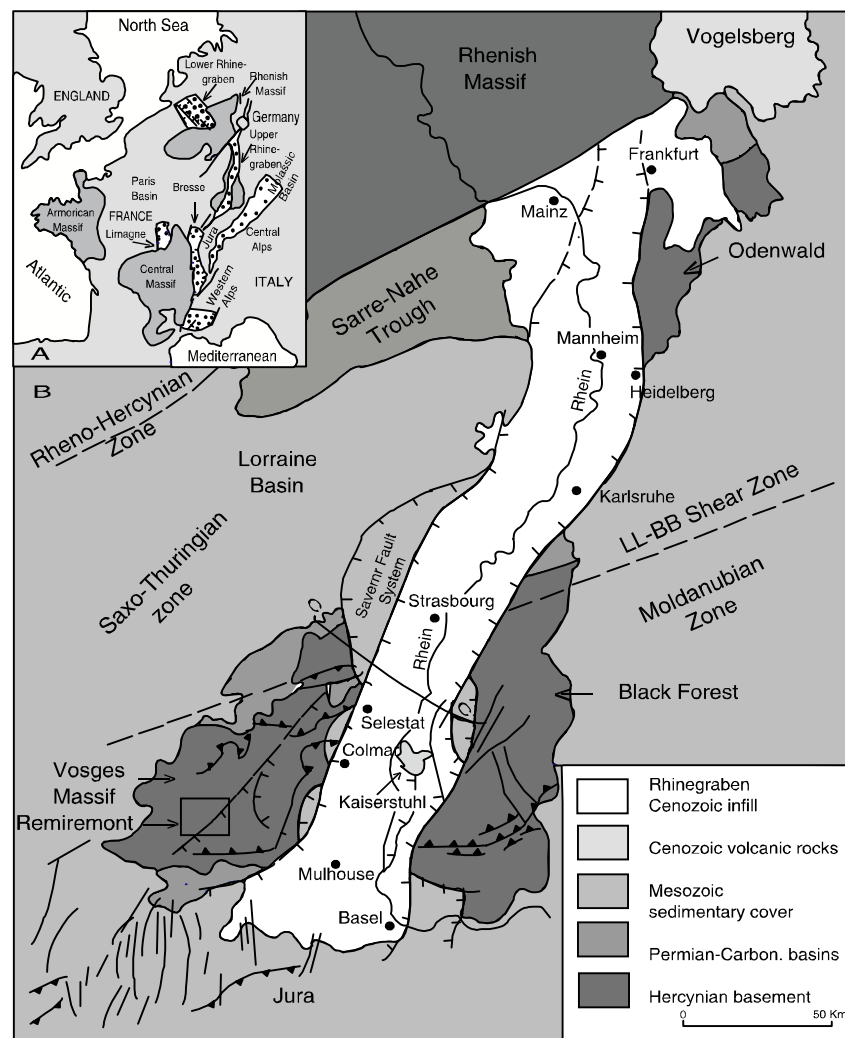 North Sea
Lower Rhine-
graben
Rhenish
Massif
ENGLAND
Germany
Upper
Rhine-
graben
Molassic
Basin
Paris
Basin
Bresse
Armorican
Massif
FRANCE
Limagne
Jura
Central
Alps
Central
Massif
Western
Alps
ITALY
Atlantic
Mediterranean
A
B
Rhenish
Massif
Vogelsberg
Frankfurt
Mainz
Odenwald
Sarre-Nahe
Trough
Mannheim
Rhein
Heidelberg
Rheno-Hercynian
Zone
Lorraine
Basin
Karlsruhe
LL-BB Shear Zone
Saxo-Thuringian
zone
Savernr Fault
System
Moldanubian
Zone
Strasbourg
Rhein
C
C
Black Forest
Selestat
Colmar
Vosges
Massif
Kaiserstuhl
Remiremont
Mulhouse
Basel
Jura
Rhinegraben
Cenozoic infill
Cenozoic volcanic rocks
Mesozoic
sedimentary cover
Permian-Carbon. basins
Hercynian basement
0 50 Km